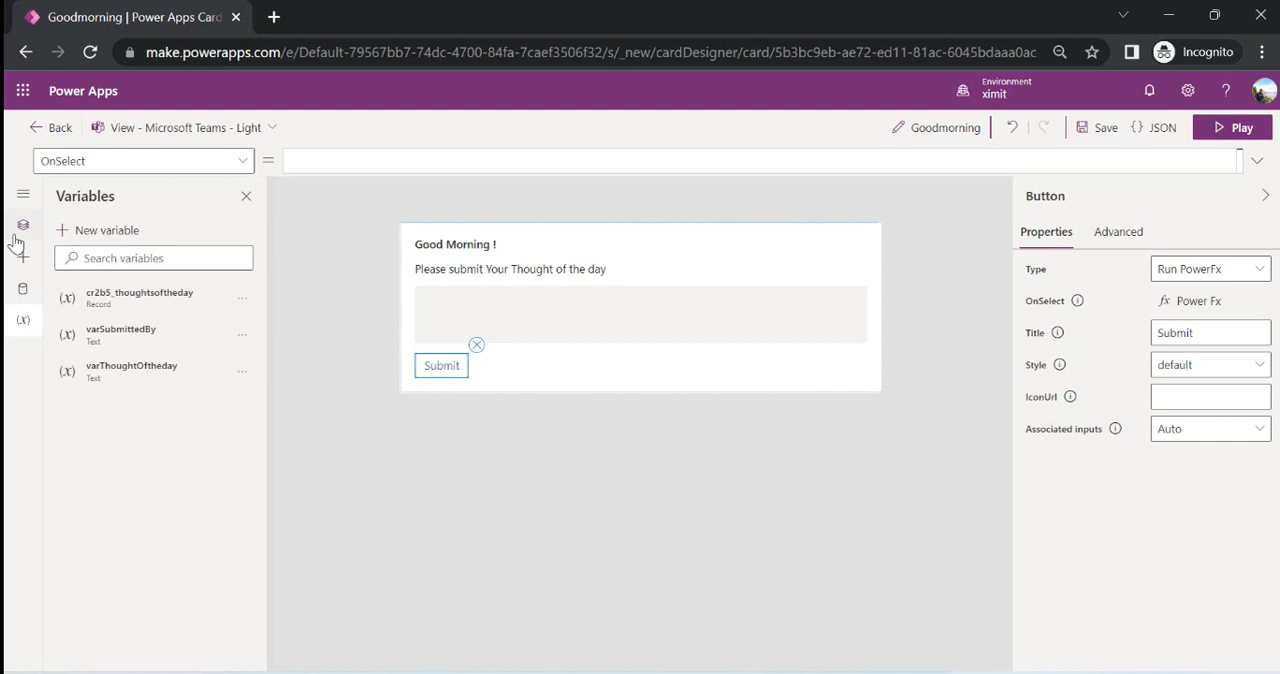 Goodmorning | Power Apps Card
make.powerapps.com/e/Default-79567bb7-74dc-4700-84fa-7caef3506f32/s/_new/cardDesigner/card/5b3bc9eb-ae72-ed11-81ac-6045bdaaa0ac
Incognito
Power Apps
Environment
ximit
Back
View - Microsoft Teams - Light
Goodmorning
Save
{} JSON
Play
OnSelect
=
Variables
New variable
Search variables
(x) cr2b5_thoughtsoftheday
Record
(x) varSubmittedBy
Text
(x) varThoughtOftheday
Text
(x)
Good Morning !
Please submit Your Thought of the day
Submit
Button
Properties
Advanced
Type
Run PowerFx
OnSelect
fx Power Fx
Title
Submit
Style
default
IconUrl
Associated inputs
Auto